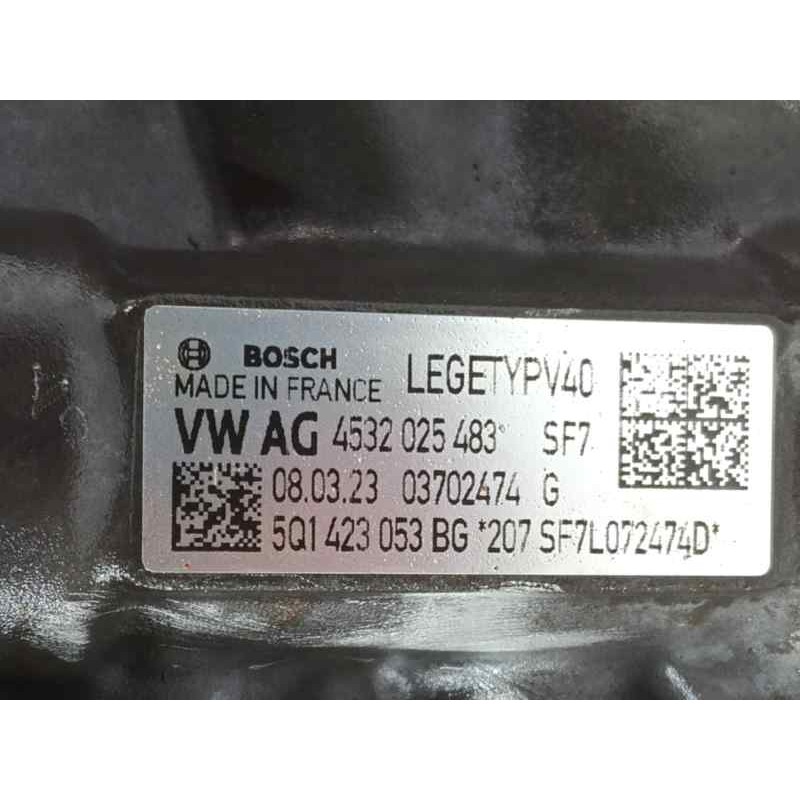 BOSCH LEGETYPV40
MADE IN FRANCE
VW AG 4532 025 483 SF7
08.03.23 03702474 G
5Q1 423 053 BG *207 SF7L072474D*